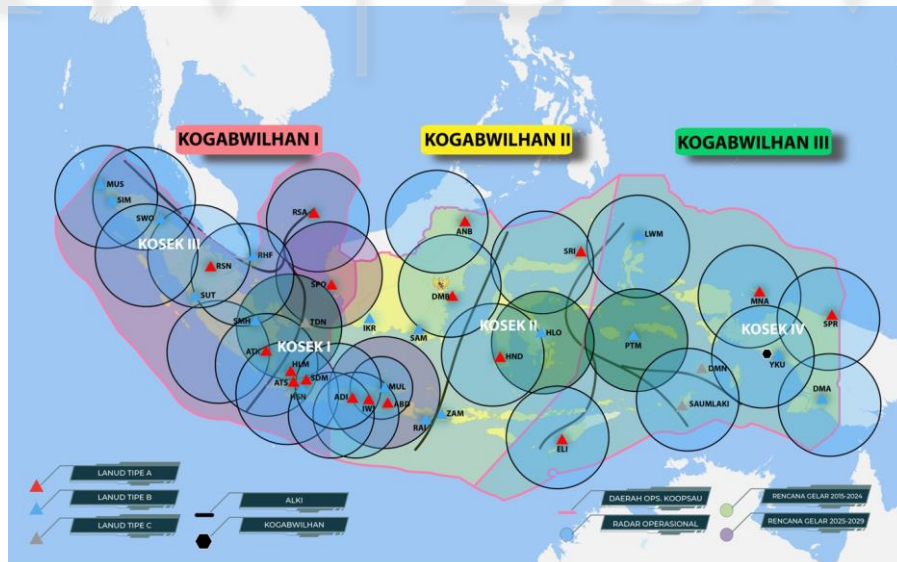 KOGABWILHAN I
KOGABWILHAN II
KOGABWILHAN III
MUS
SIM
SWO
KOSEK III
RSN
SUT
RHF
RSA
SPO
SMH
TDN
ATK
KOSEK I
HLM
ATS
SDM
HSN
ADI
IWJ
MUL
ABD
ANB
DMB
IKR
SAM
RAI
ZAM
KOSEK II
HND
HLO
SRI
ELI
LWM
PTM
MNA
SPR
KOSEK IV
YKU
DMN
DMA
SAUMLAKI
LANUD TIPE A
LANUD TIPE B
LANUD TIPE C
ALKI
KOGABWILHAN
DAERAH OPS. KOOPSAU
RADAR OPERASIONAL
RENCANA GELAR 2015-2024
RENCANA GELAR 2025-2029